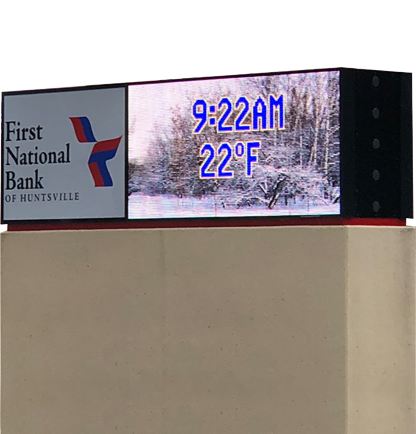 First
National
Bank
OF HUNTSVILLE
9:22AM
22°F